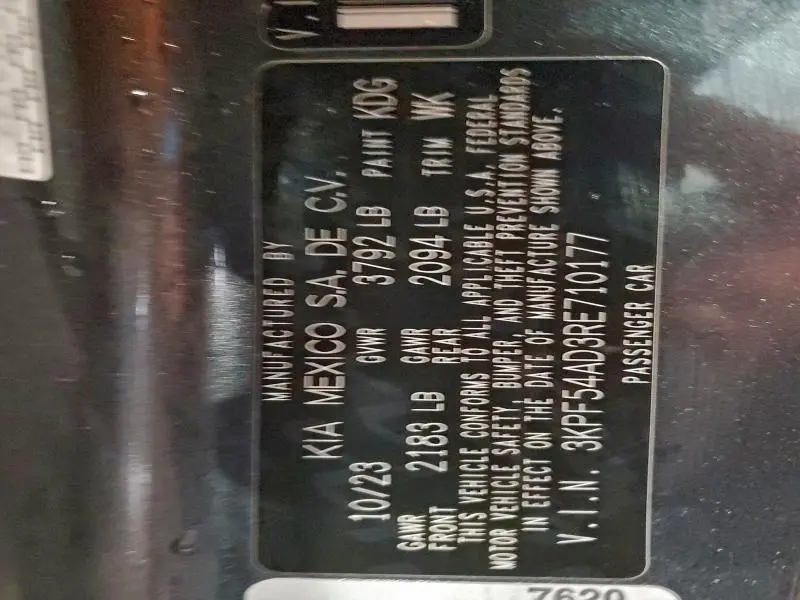 V.I
MANUFACTURED BY
KIA MEXICO S.A. DE C.V.
10/23 GVWR 3792 LB PAINT KDG
GAWR FRONT 2183 LB GAWR REAR 2094 LB TRIM WK
THIS VEHICLE CONFORMS TO ALL APPLICABLE U.S.A. FEDERAL
MOTOR VEHICLE SAFETY, BUMPER, AND THEFT PREVENTION STANDARDS
IN EFFECT ON THE DATE OF MANUFACTURE SHOWN ABOVE.
V.I.N. 3KPF54AD3RE710177
PASSENGER CAR
7620